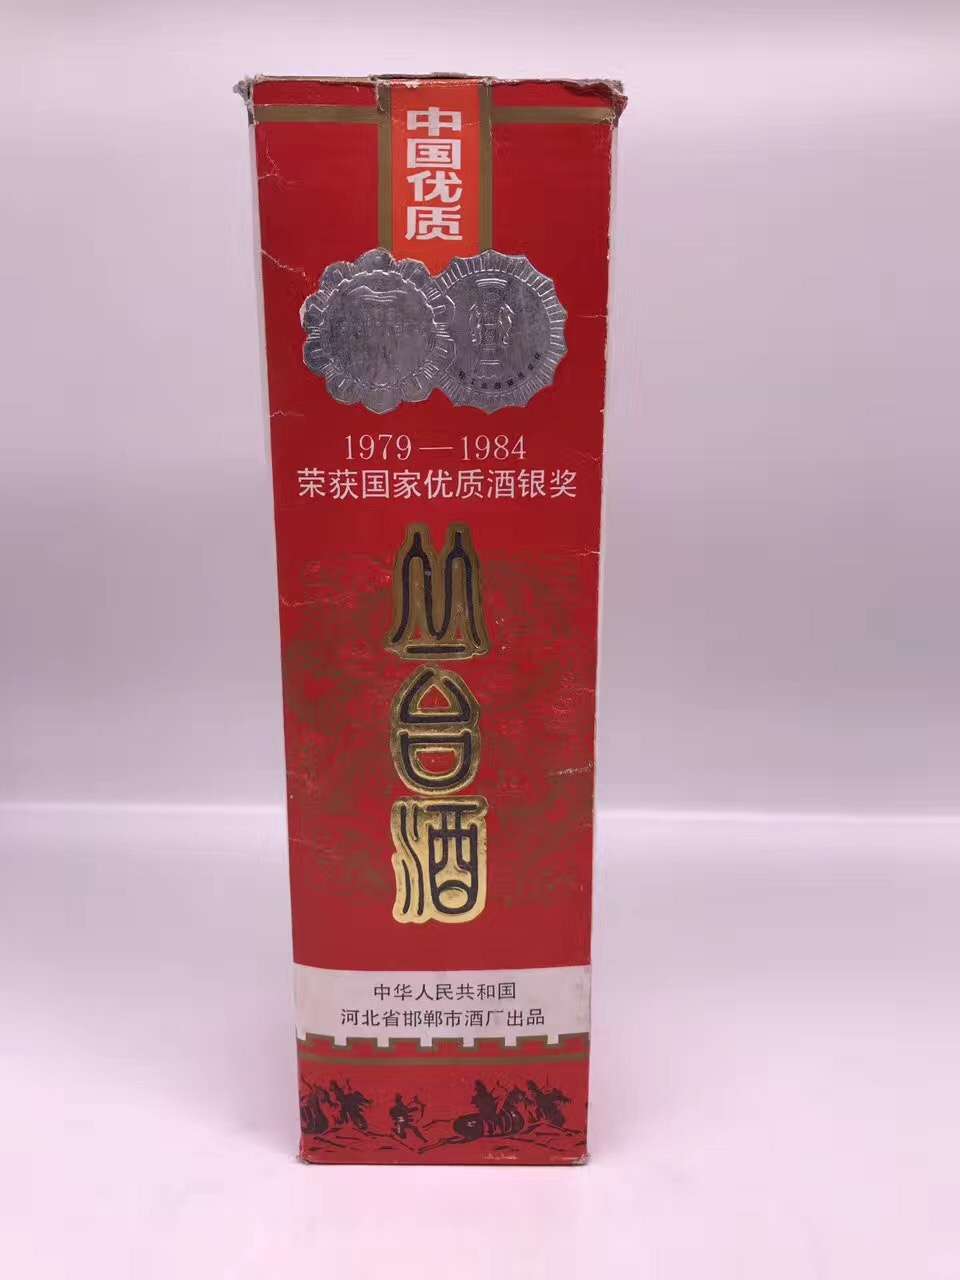 中国优质
1979—1984
荣获国家优质酒银奖
丛台酒
中华人民共和国
河北省邯郸市酒厂出品